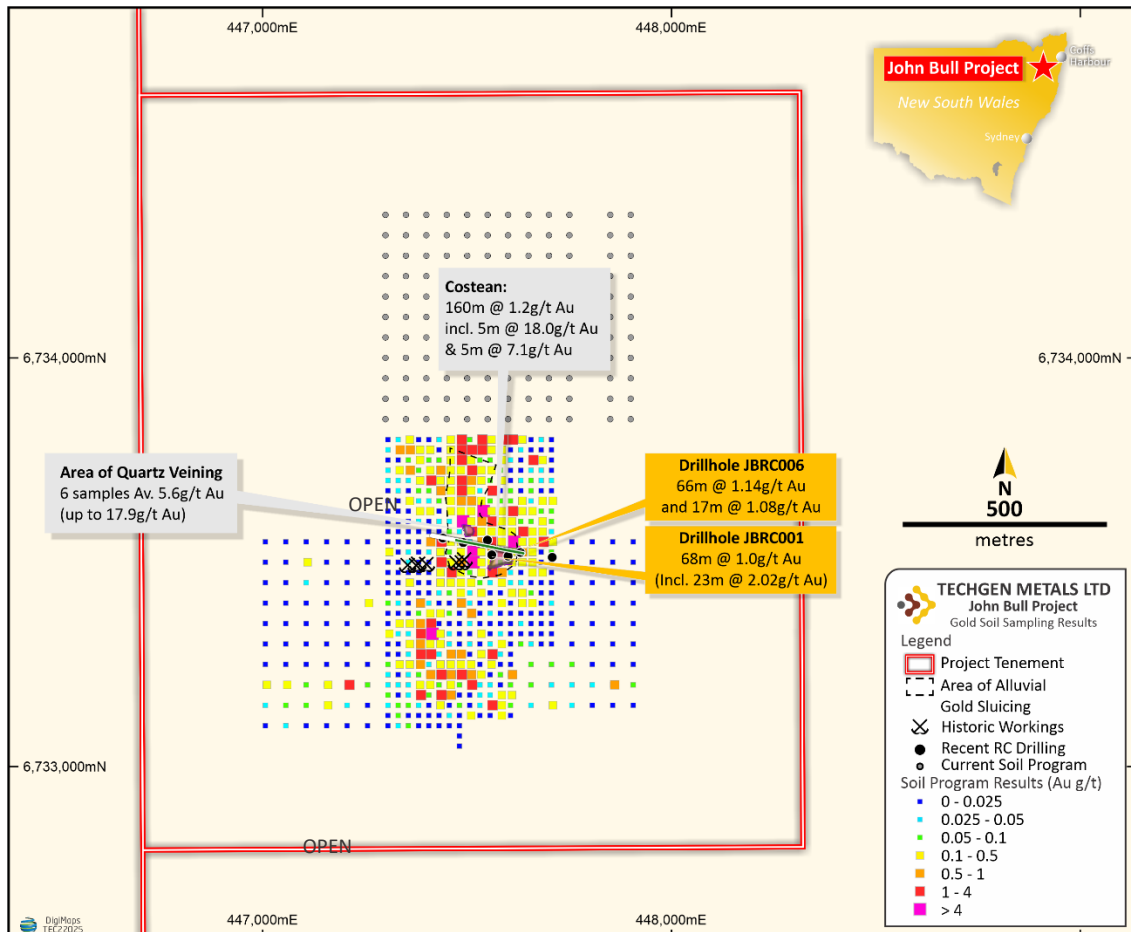 447,000mE
448,000mE
Coffs
Harbour
John Bull Project
New South Wales
Sydney
Costean:
160m @ 1.2g/t Au
incl. 5m @ 18.0g/t Au
& 5m @ 7.1g/t Au
6,734,000mN
6,734,000mN
Area of Quartz Veining
6 samples Av. 5.6g/t Au
(up to 17.9g/t Au)
OPEN
Drillhole JBRC006
66m @ 1.14g/t Au
and 17m @ 1.08g/t Au
Drillhole JBRC001
68m @ 1.0g/t Au
(Incl. 23m @ 2.02g/t Au)
N
500
metres
6,733,000mN
OPEN
TECHGEN METALS LTD
John Bull Project
Gold Soil Sampling Results
Legend
Project Tenement
Area of Alluvial
Gold Sluicing
Historic Workings
Recent RC Drilling
Current Soil Program
Soil Program Results (Au g/t)
0 - 0.025
0.025 - 0.05
0.05 - 0.1
0.1 - 0.5
0.5 - 1
1 - 4
> 4
447,000mE
448,000mE
DigiMaps
TEC22025